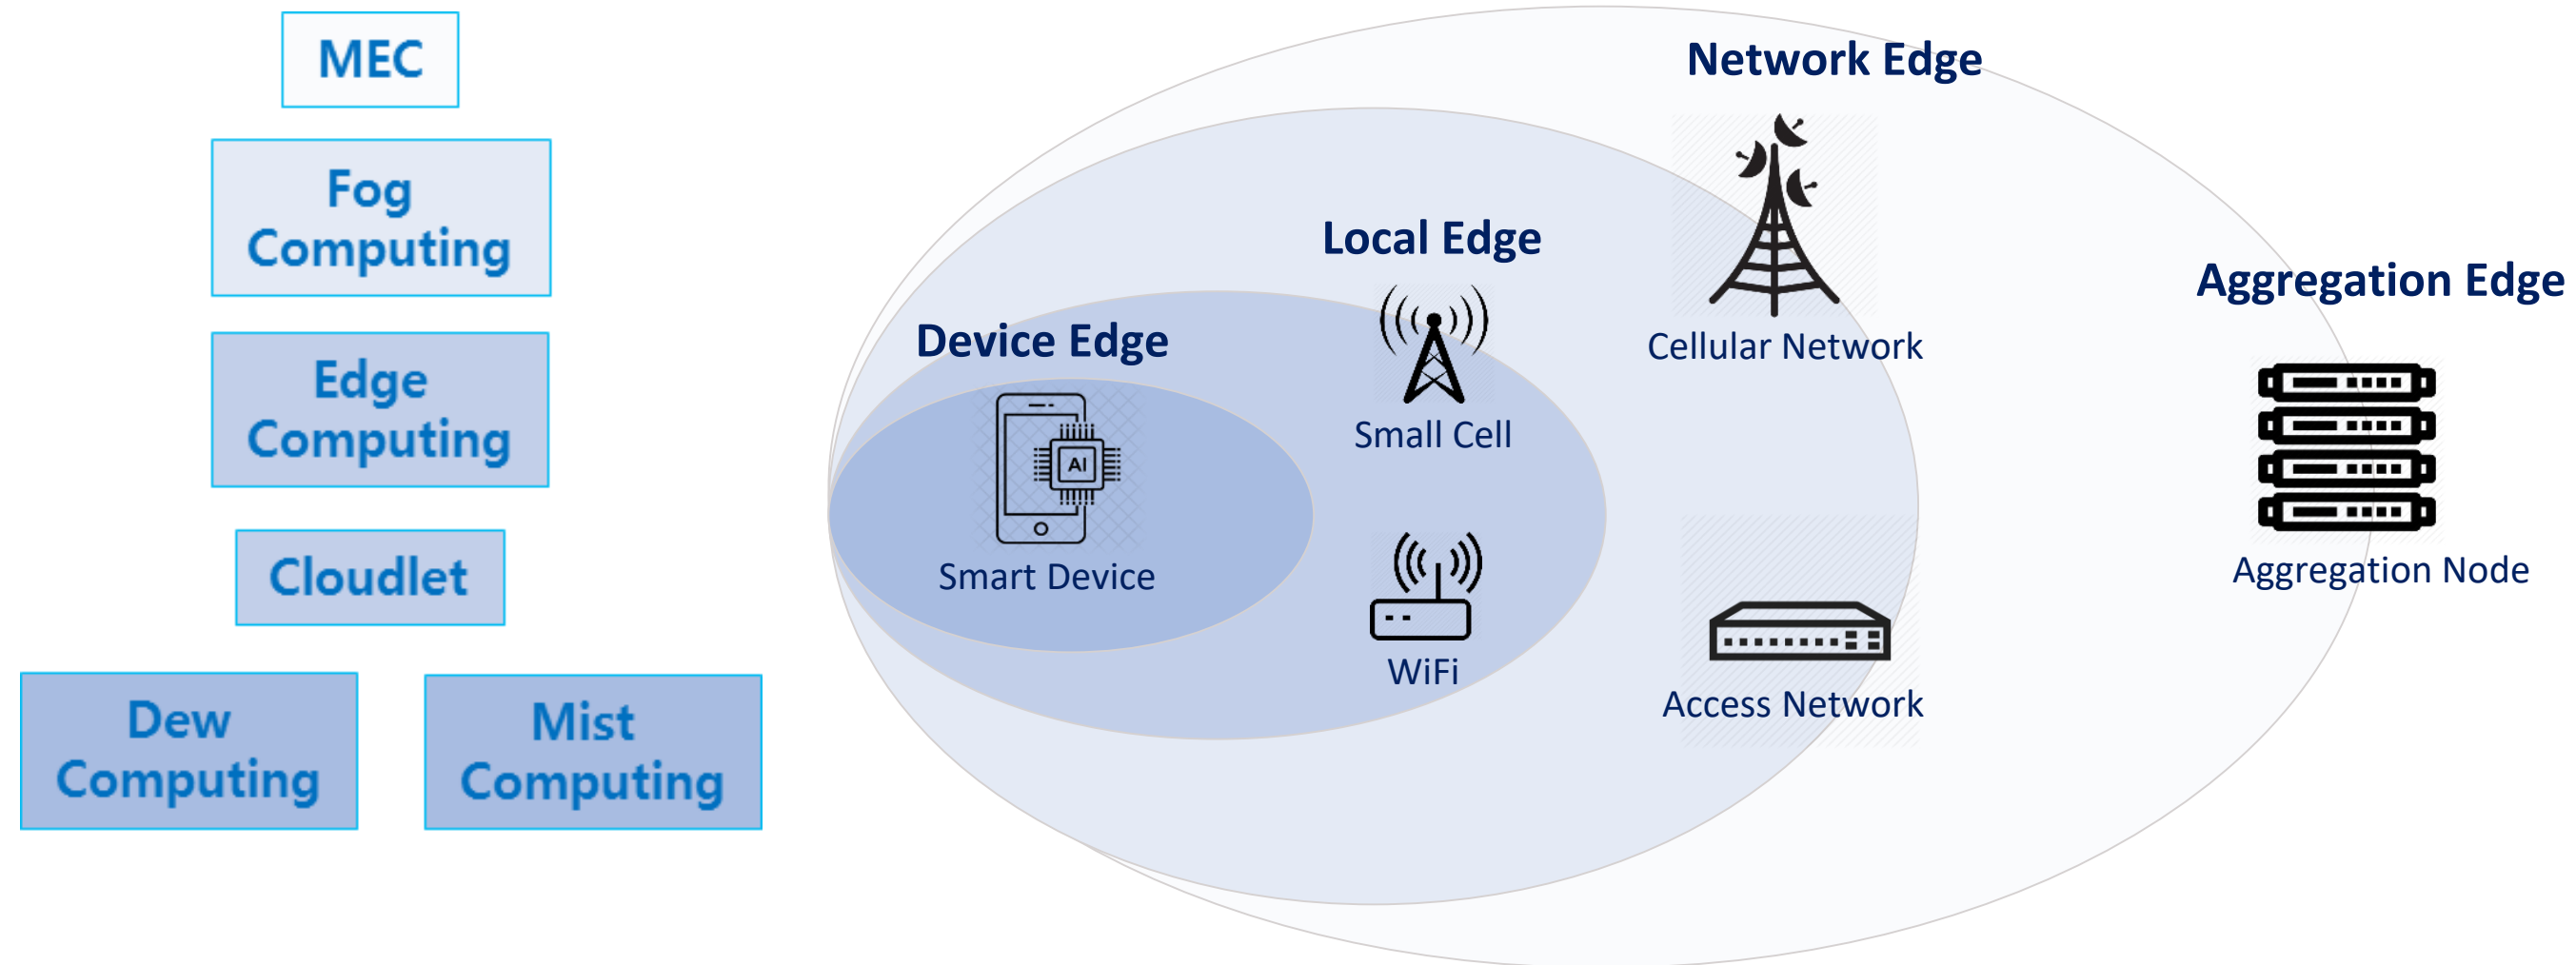 MEC
Fog
Computing
Edge
Computing
Cloudlet
Dew
Computing
Mist
Computing
Network Edge
Local Edge
Aggregation Edge
Device Edge
Cellular Network
Small Cell
AI
Smart Device
Aggregation Node
WiFi
Access Network